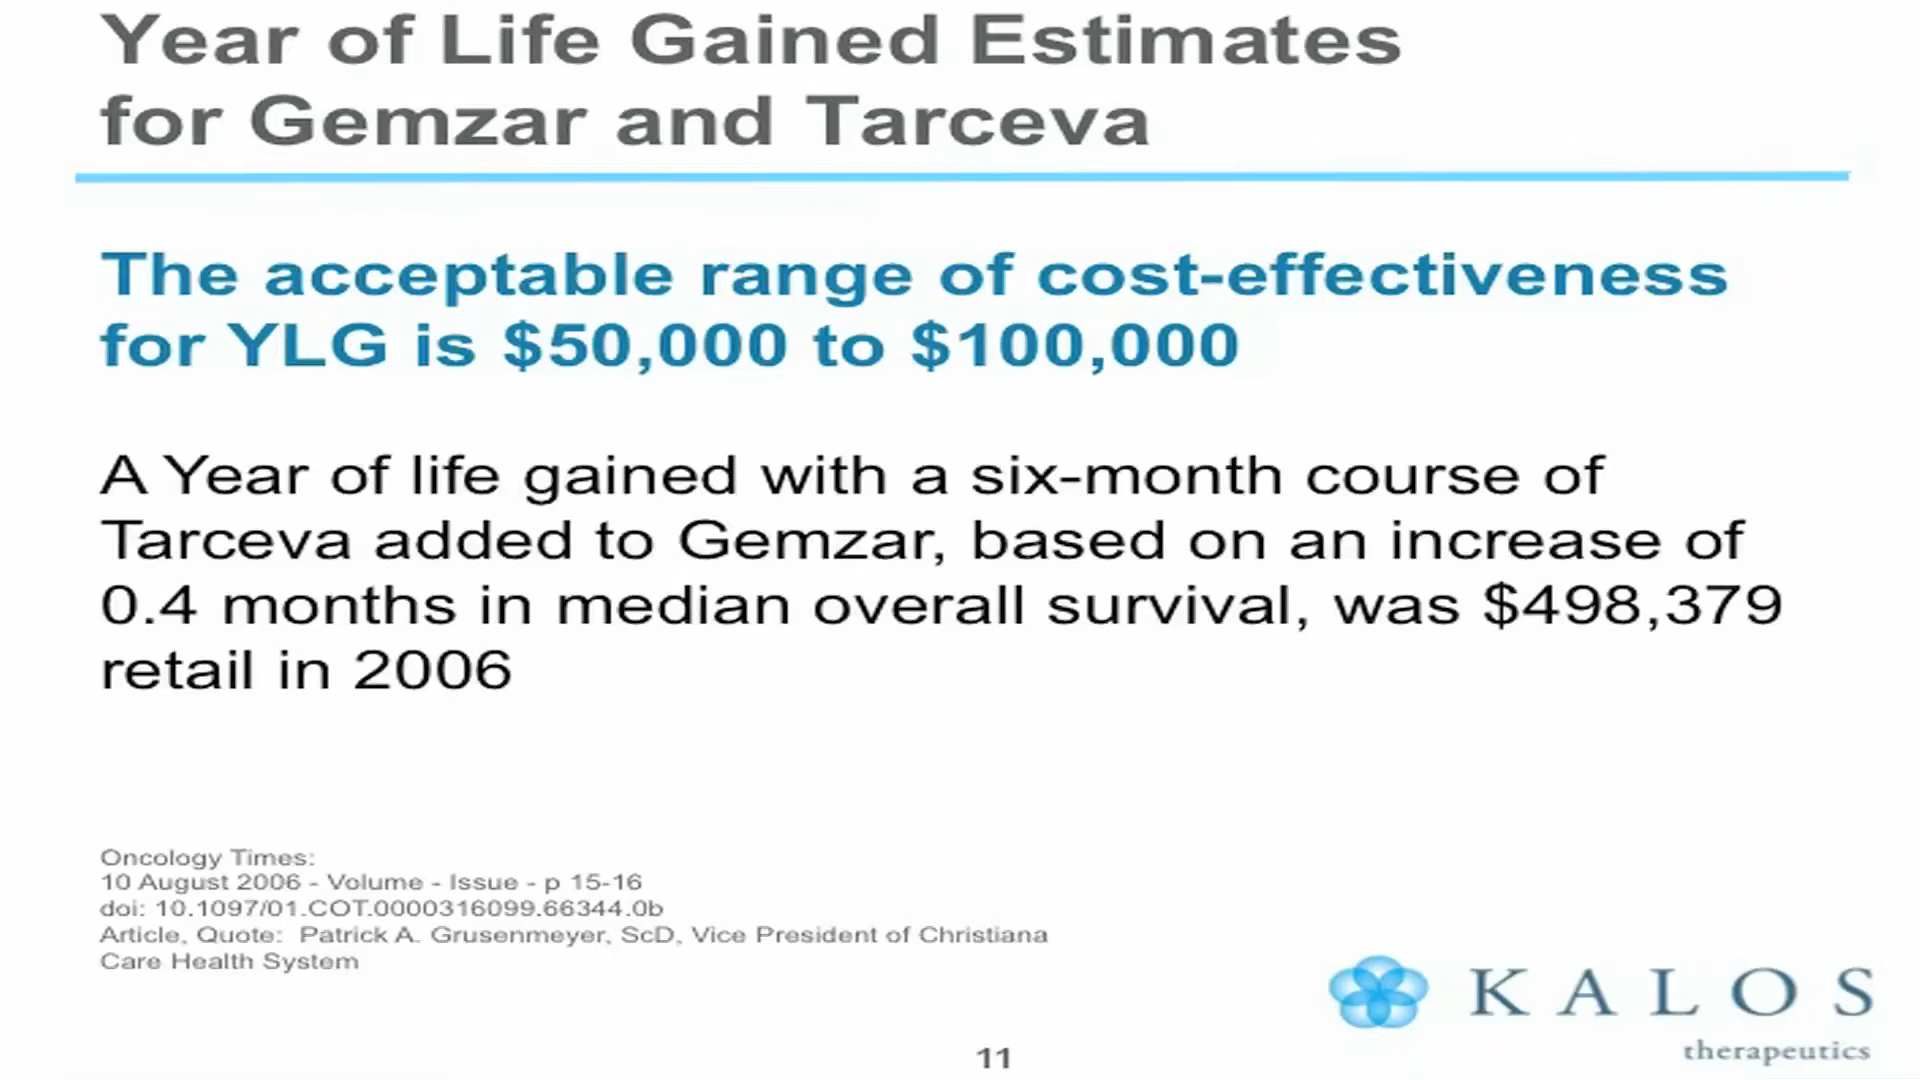 Year of Life Gained Estimates
for Gemzar and Tarceva
The acceptable range of cost-effectiveness
for YLG is $50,000 to $100,000
A Year of life gained with a six-month course of
Tarceva added to Gemzar, based on an increase of
0.4 months in median overall survival, was $498,379
retail in 2006
Oncology Times:
10 August 2006 - Volume - Issue - p 15-16
doi: 10.1097/01.COT.0000316099.66344.0b
Article, Quote: Patrick A. Grusenmeyer, ScD, Vice President of Christiana
Care Health System
KALOS
therapeutics
11